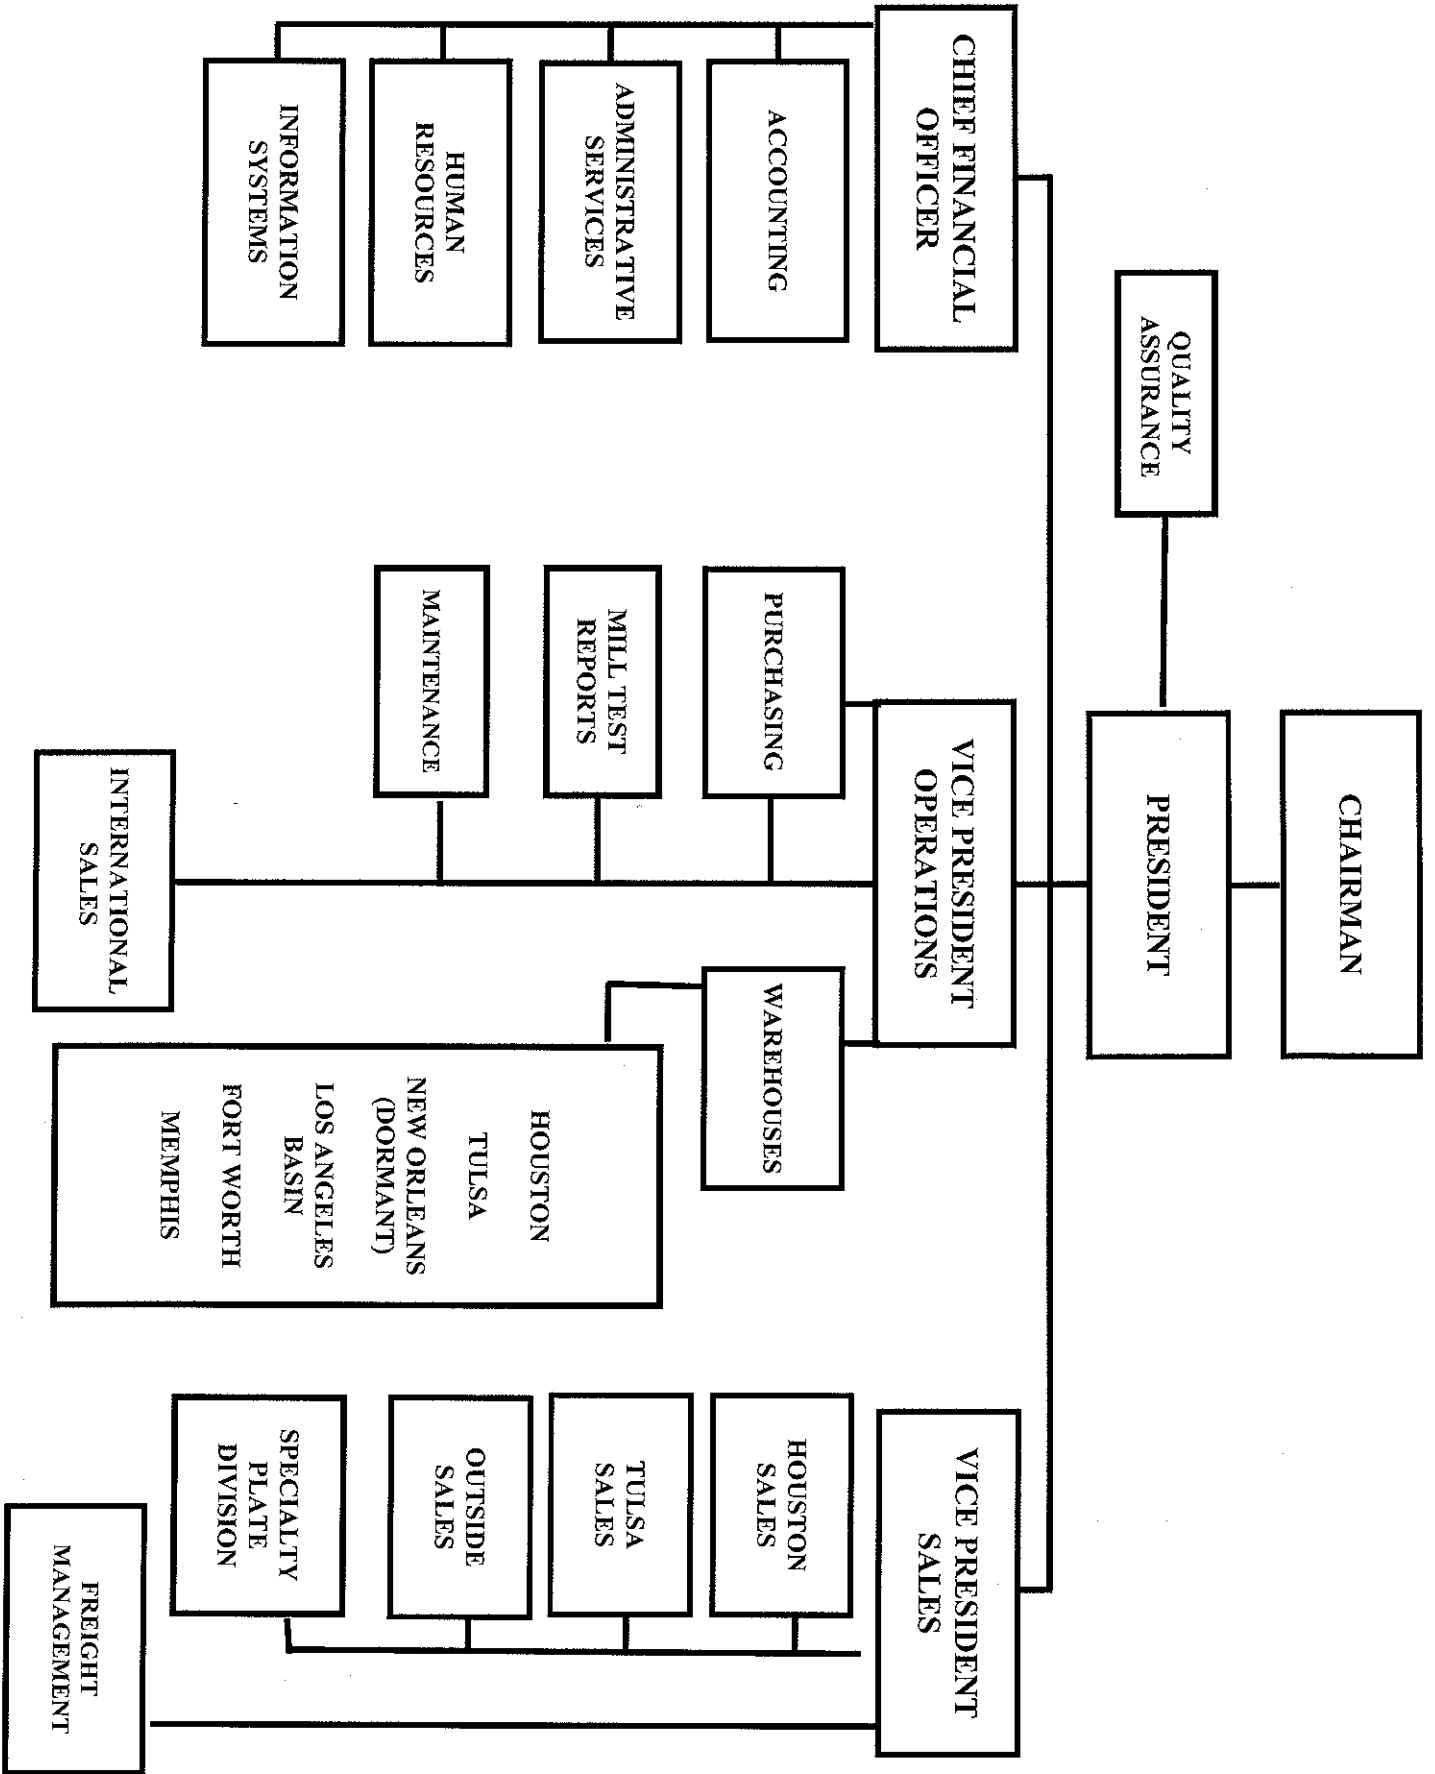 CHAIRMAN
PRESIDENT
QUALITY
ASSURANCE
CHIEF FINANCIAL
OFFICER
ACCOUNTING
ADMINISTRATIVE
SERVICES
HUMAN
RESOURCES
INFORMATION
SYSTEMS
VICE PRESIDENT
OPERATIONS
PURCHASING
MILL TEST
REPORTS
MAINTENANCE
INTERNATIONAL
SALES
WAREHOUSES
HOUSTON
TULSA
NEW ORLEANS
(DORMANT)
LOS ANGELES
BASIN
FORT WORTH
MEMPHIS
VICE PRESIDENT
SALES
HOUSTON
SALES
TULSA
SALES
OUTSIDE
SALES
SPECIALTY
PLATE
DIVISION
FREIGHT
MANAGEMENT